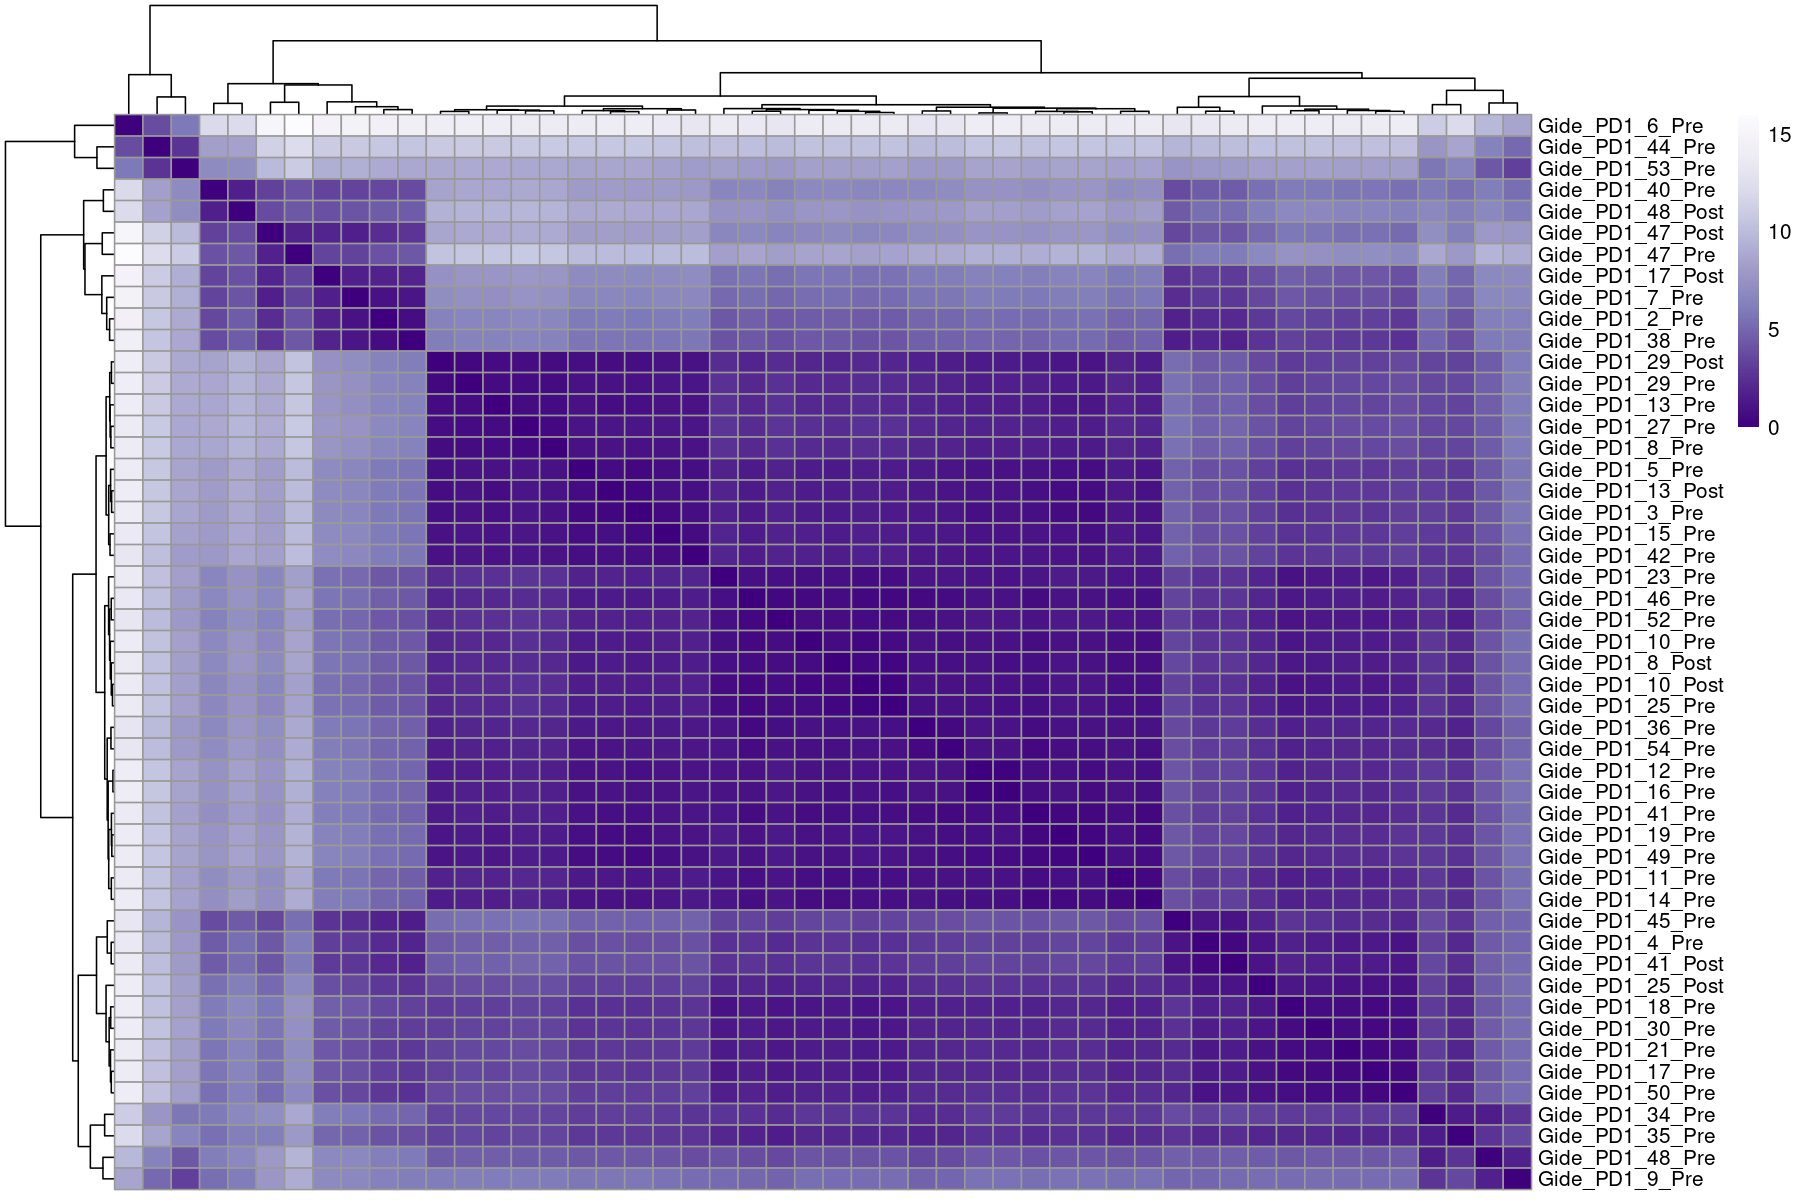 Gide_PD1_6_Pre
Gide_PD1_44_Pre
Gide_PD1_53_Pre
Gide_PD1_40_Pre
Gide_PD1_48_Post
Gide_PD1_47_Post
Gide_PD1_47_Pre
Gide_PD1_17_Post
Gide_PD1_7_Pre
Gide_PD1_2_Pre
Gide_PD1_38_Pre
Gide_PD1_29_Post
Gide_PD1_29_Pre
Gide_PD1_13_Pre
Gide_PD1_27_Pre
Gide_PD1_8_Pre
Gide_PD1_5_Pre
Gide_PD1_13_Post
Gide_PD1_3_Pre
Gide_PD1_15_Pre
Gide_PD1_42_Pre
Gide_PD1_23_Pre
Gide_PD1_46_Pre
Gide_PD1_52_Pre
Gide_PD1_10_Pre
Gide_PD1_8_Post
Gide_PD1_10_Post
Gide_PD1_25_Pre
Gide_PD1_36_Pre
Gide_PD1_54_Pre
Gide_PD1_12_Pre
Gide_PD1_16_Pre
Gide_PD1_41_Pre
Gide_PD1_19_Pre
Gide_PD1_49_Pre
Gide_PD1_11_Pre
Gide_PD1_14_Pre
Gide_PD1_45_Pre
Gide_PD1_4_Pre
Gide_PD1_41_Post
Gide_PD1_25_Post
Gide_PD1_18_Pre
Gide_PD1_30_Pre
Gide_PD1_21_Pre
Gide_PD1_17_Pre
Gide_PD1_50_Pre
Gide_PD1_34_Pre
Gide_PD1_35_Pre
Gide_PD1_48_Pre
Gide_PD1_9_Pre
15
10
5
0